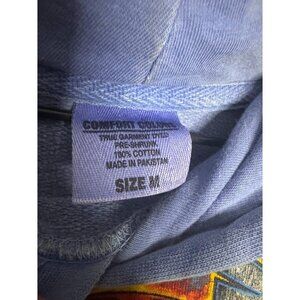 COMFORT COLORS
TRUE GARMENT DYED
PRE-SHRUNK
100% COTTON
MADE IN PAKISTAN
SIZE M